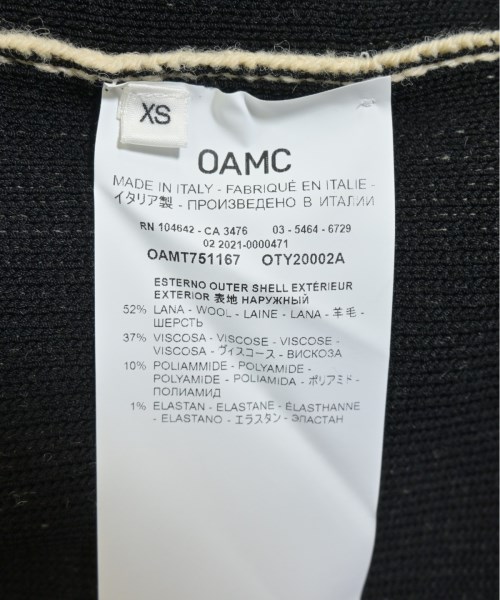 XS
OAMC
MADE IN ITALY - FABRIQUÉ EN ITALIE -
イタリア製 - ПРОИЗВЕДЕНО В ИТАЛИИ
RN 104642 - CA 3476 03 - 5464 - 6729
02 2021-0000471
OAMT751167 OTY20002A
ESTERNO OUTER SHELL EXTÉRIEUR
EXTERIOR 表地 НАРУЖНЫЙ
52% LANA - WOOL - LAINE - LANA - 羊毛 -
ШЕРСТЬ
37% VISCOSA - VISCOSE - VISCOSE -
VISCOSA - ヴィスコース - ВИСКОЗА
10% POLIAMMIDE - POLYAMIDE -
POLYAMIDE - POLIAMIDA - ポリアミド -
ПОЛИАМИД
1% ELASTAN - ELASTANE - ÉLASTHANNE
- ELASTANO - エラスタン - ЭЛАСТАН